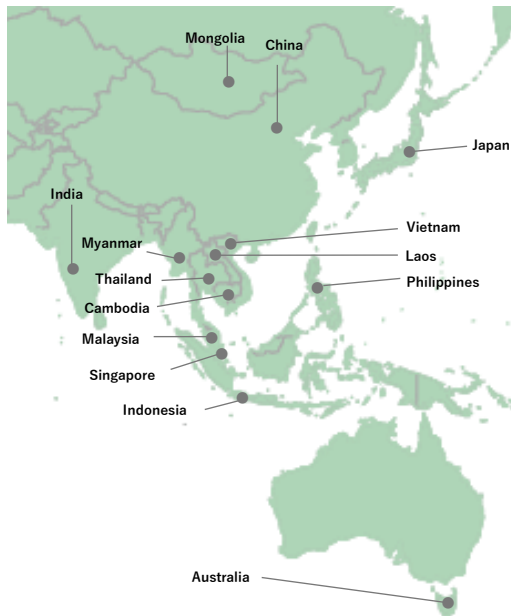 Mongolia
China
Japan
India
Vietnam
Myanmar
Laos
Thailand
Philippines
Cambodia
Malaysia
Singapore
Indonesia
Australia